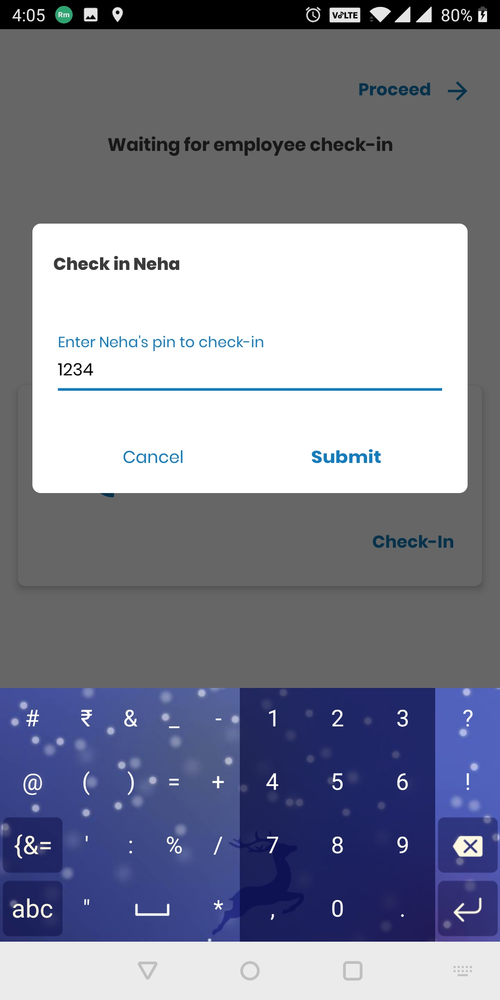 4:05 Rm VoLTE 80%
Proceed
Waiting for employee check-in
Check in Neha
Enter Neha's pin to check-in
1234
Cancel Submit
Check-In
# ₹ & _ - 1 2 3 ?
@ ( ) = + 4 5 6 !
{&= ' : % / 7 8 9
abc " * , 0 .